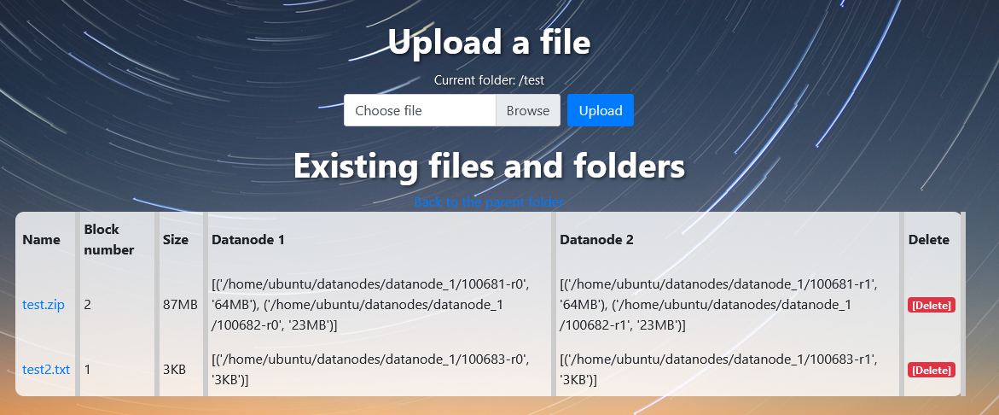 Upload a file
Current folder: /test
Choose file Browse Upload
Existing files and folders
Back to the parent folder
Name Block number Size Datanode 1 Datanode 2 Delete
test.zip 2 87MB [('/home/ubuntu/datanodes/datanode_1/100681-r0', '64MB'), ('/home/ubuntu/datanodes/datanode_1/100682-r0', '23MB')] [('/home/ubuntu/datanodes/datanode_1/100681-r1', '64MB'), ('/home/ubuntu/datanodes/datanode_1/100682-r1', '23MB')] [Delete]
test2.txt 1 3KB [('/home/ubuntu/datanodes/datanode_1/100683-r0', '3KB')] [('/home/ubuntu/datanodes/datanode_1/100683-r1', '3KB')] [Delete]